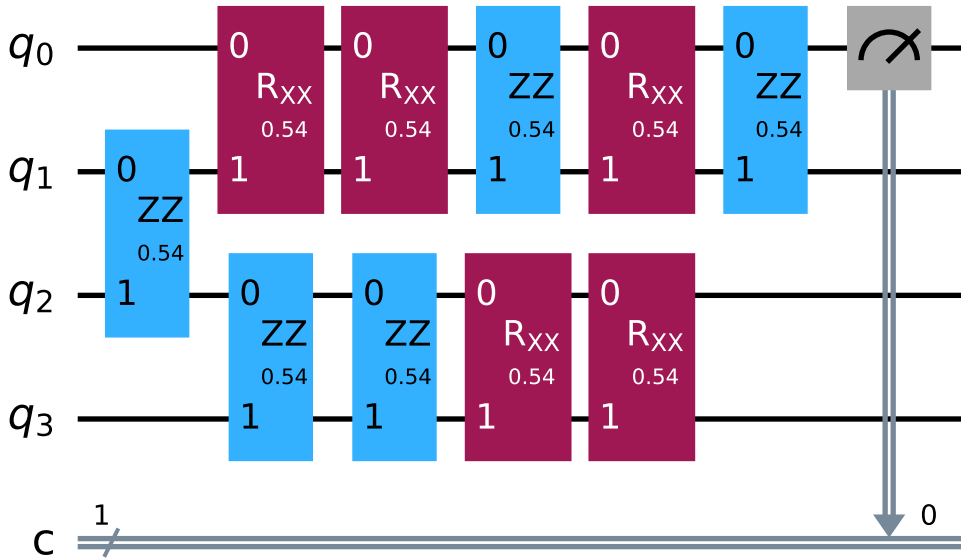 q0 0 RXX 0.54 1 0 RXX 0.54 1 0 ZZ 0.54 1 0 RXX 0.54 1 0 ZZ 0.54 1
q1 0 ZZ 0.54 1
q2 0 ZZ 0.54 1 0 ZZ 0.54 1 0 RXX 0.54 1 0 RXX 0.54 1
q3
c 1 0